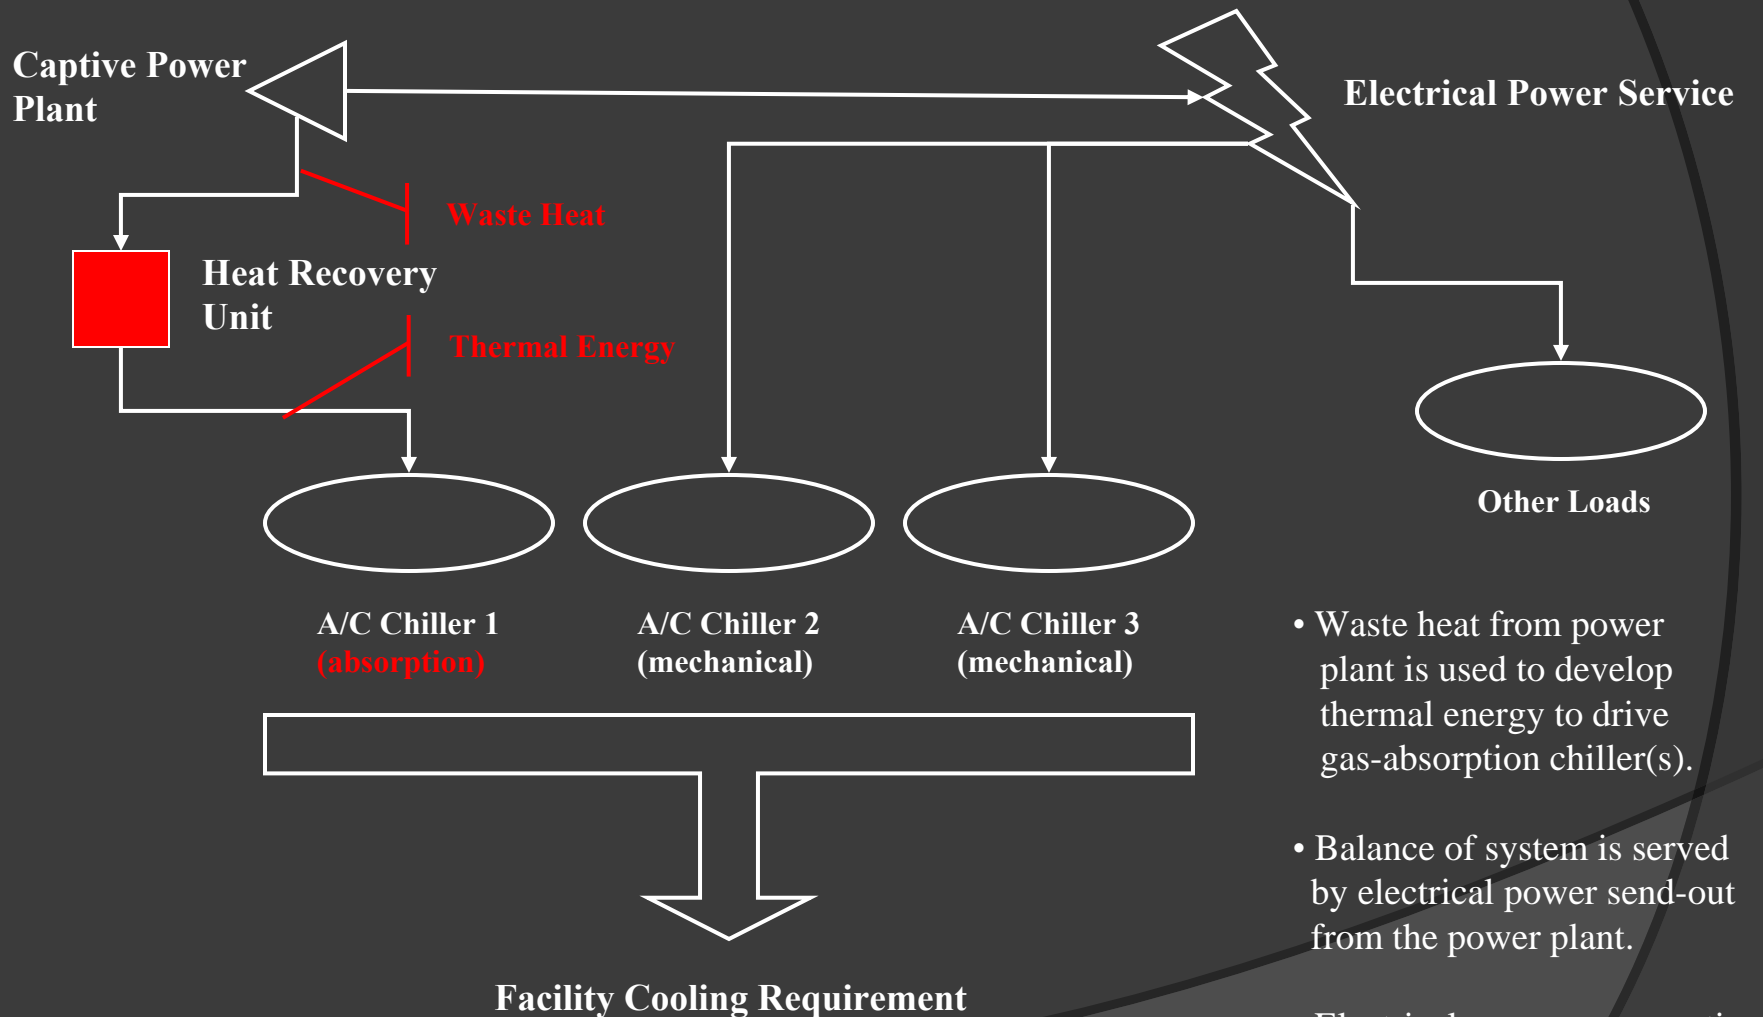 Captive Power
Plant
Electrical Power Service
Waste Heat
Heat Recovery
Unit
Thermal Energy
Other Loads
A/C Chiller 1
(absorption)
A/C Chiller 2
(mechanical)
A/C Chiller 3
(mechanical)
• Waste heat from power
plant is used to develop
thermal energy to drive
gas-absorption chiller(s).
• Balance of system is served
by electrical power send-out
from the power plant.
Facility Cooling Requirement